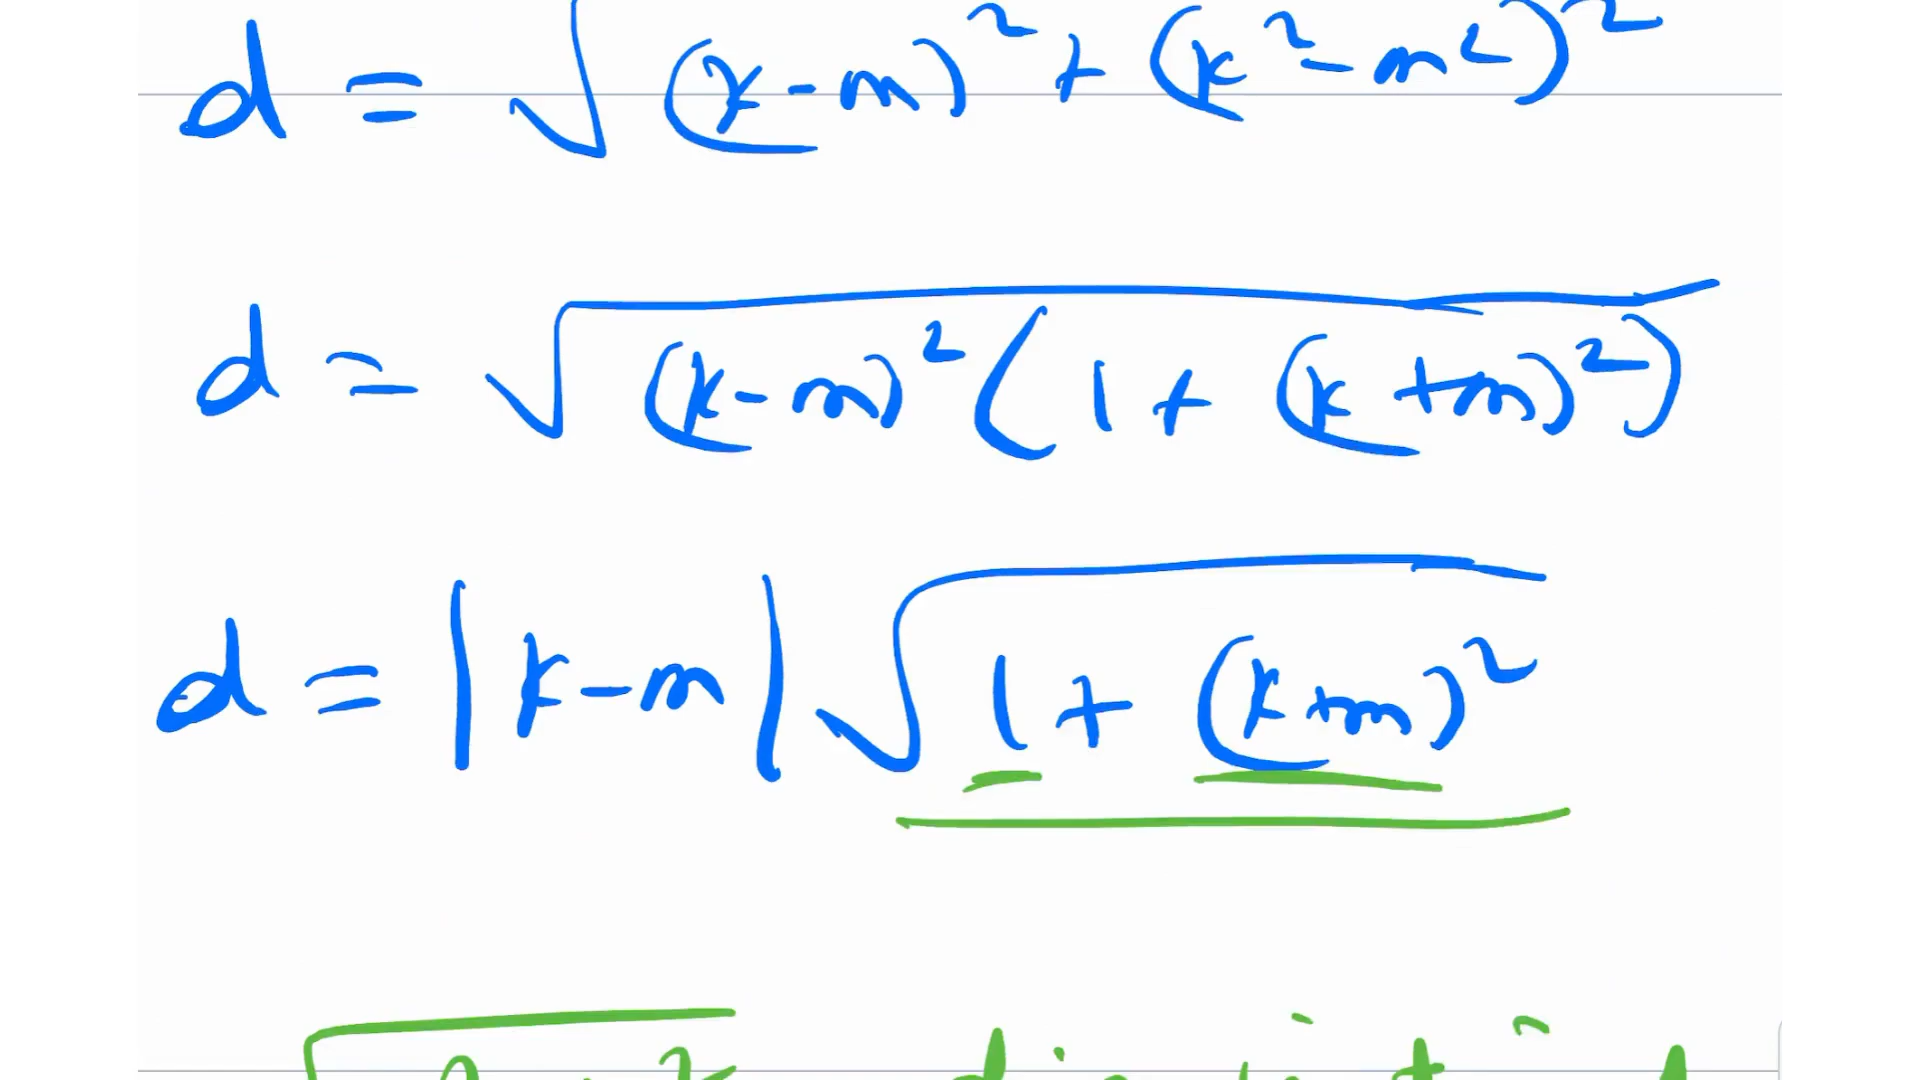 d = √(k-m)² + (k²-m²)²
d = √(k-m)² (1 + (k+m)²)
d = |k-m| √1 + (k+m)²